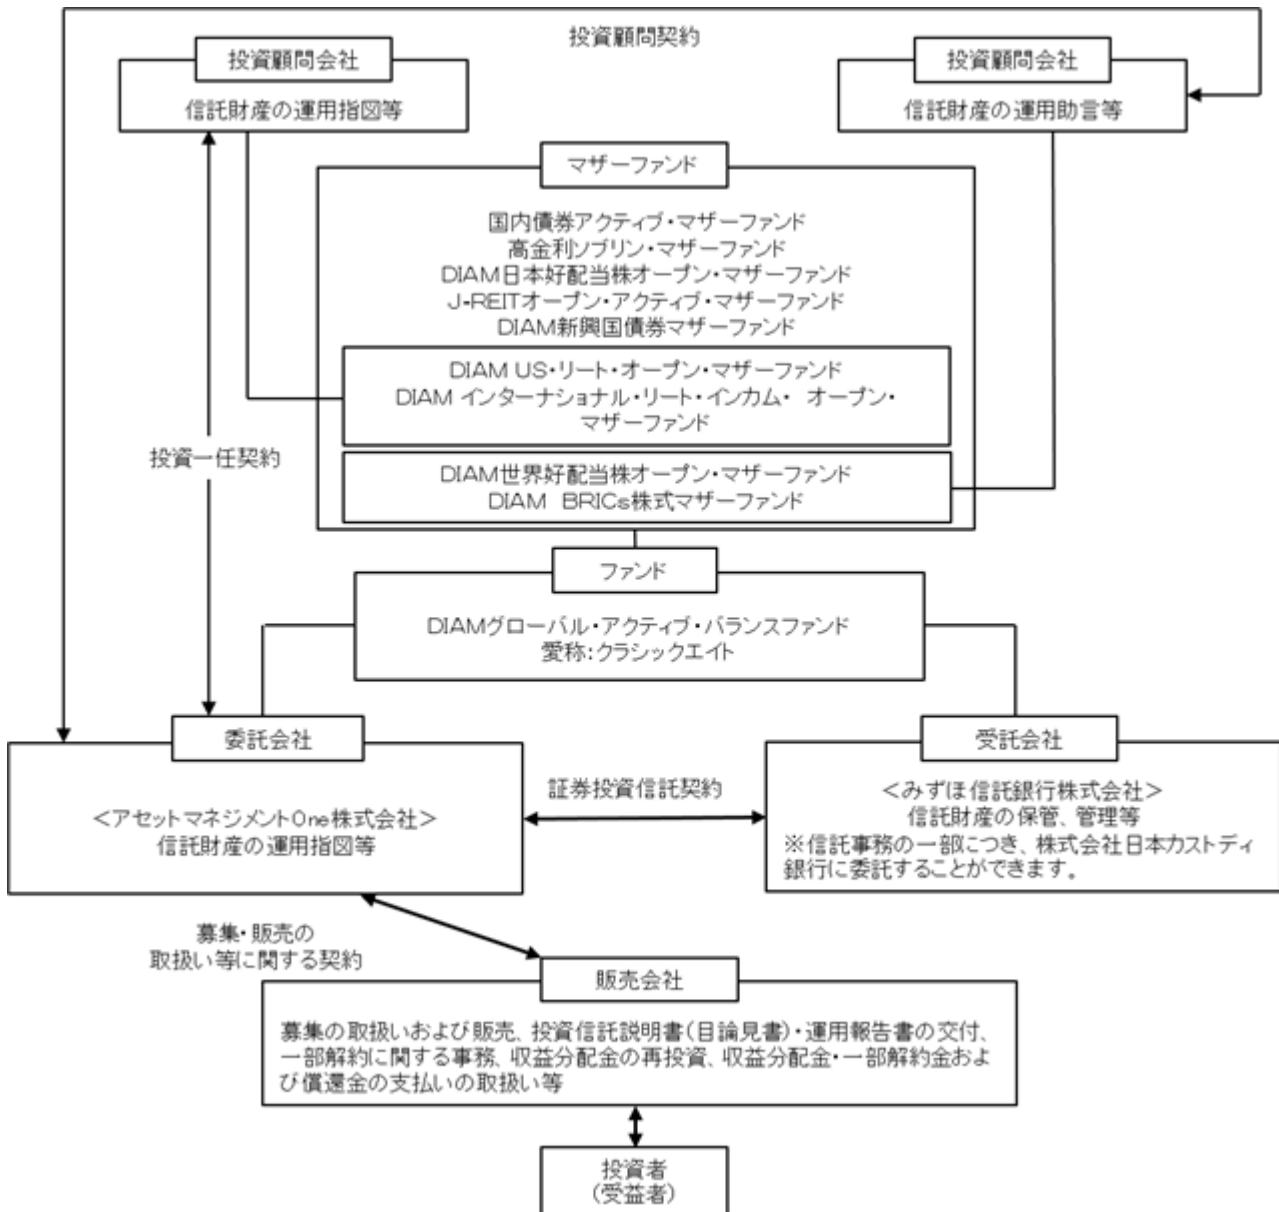 投資顧問契約
投資顧問会社
信託財産の運用指図等
投資顧問会社
信託財産の運用助言等
マザーファンド
国内債券アクティブ・マザーファンド
高金利ソブリン・マザーファンド
DIAM日本好配当株オープン・マザーファンド
J-REITオープン・アクティブ・マザーファンド
DIAM新興国債券マザーファンド
DIAM US・リート・オープン・マザーファンド
DIAM インターナショナル・リート・インカム・ オープン・
マザーファンド
DIAM世界好配当株オープン・マザーファンド
DIAM BRICs株式マザーファンド
投資一任契約
ファンド
DIAMグローバル・アクティブ・バランスファンド
愛称:クラシックエイト
委託会社
<アセットマネジメントOne株式会社>
信託財産の運用指図等
証券投資信託契約
受託会社
<みずほ信託銀行株式会社>
信託財産の保管、管理等
※信託事務の一部につき、株式会社日本カストディ
銀行に委託することができます。
募集・販売の
取扱い等に関する契約
販売会社
募集の取扱いおよび販売、投資信託説明書(目論見書)・運用報告書の交付、
一部解約に関する事務、収益分配金の再投資、収益分配金・一部解約金およ
び償還金の支払いの取扱い等
投資者
(受益者)